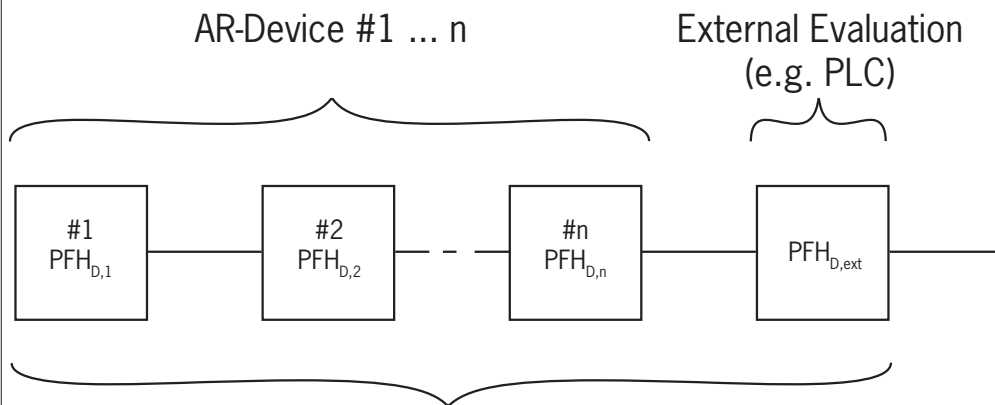 AR-Device #1 ... n
External Evaluation
(e.g. PLC)
#1
PFHD,1
#2
PFHD,2
#n
PFHD,n
PFHD,ext